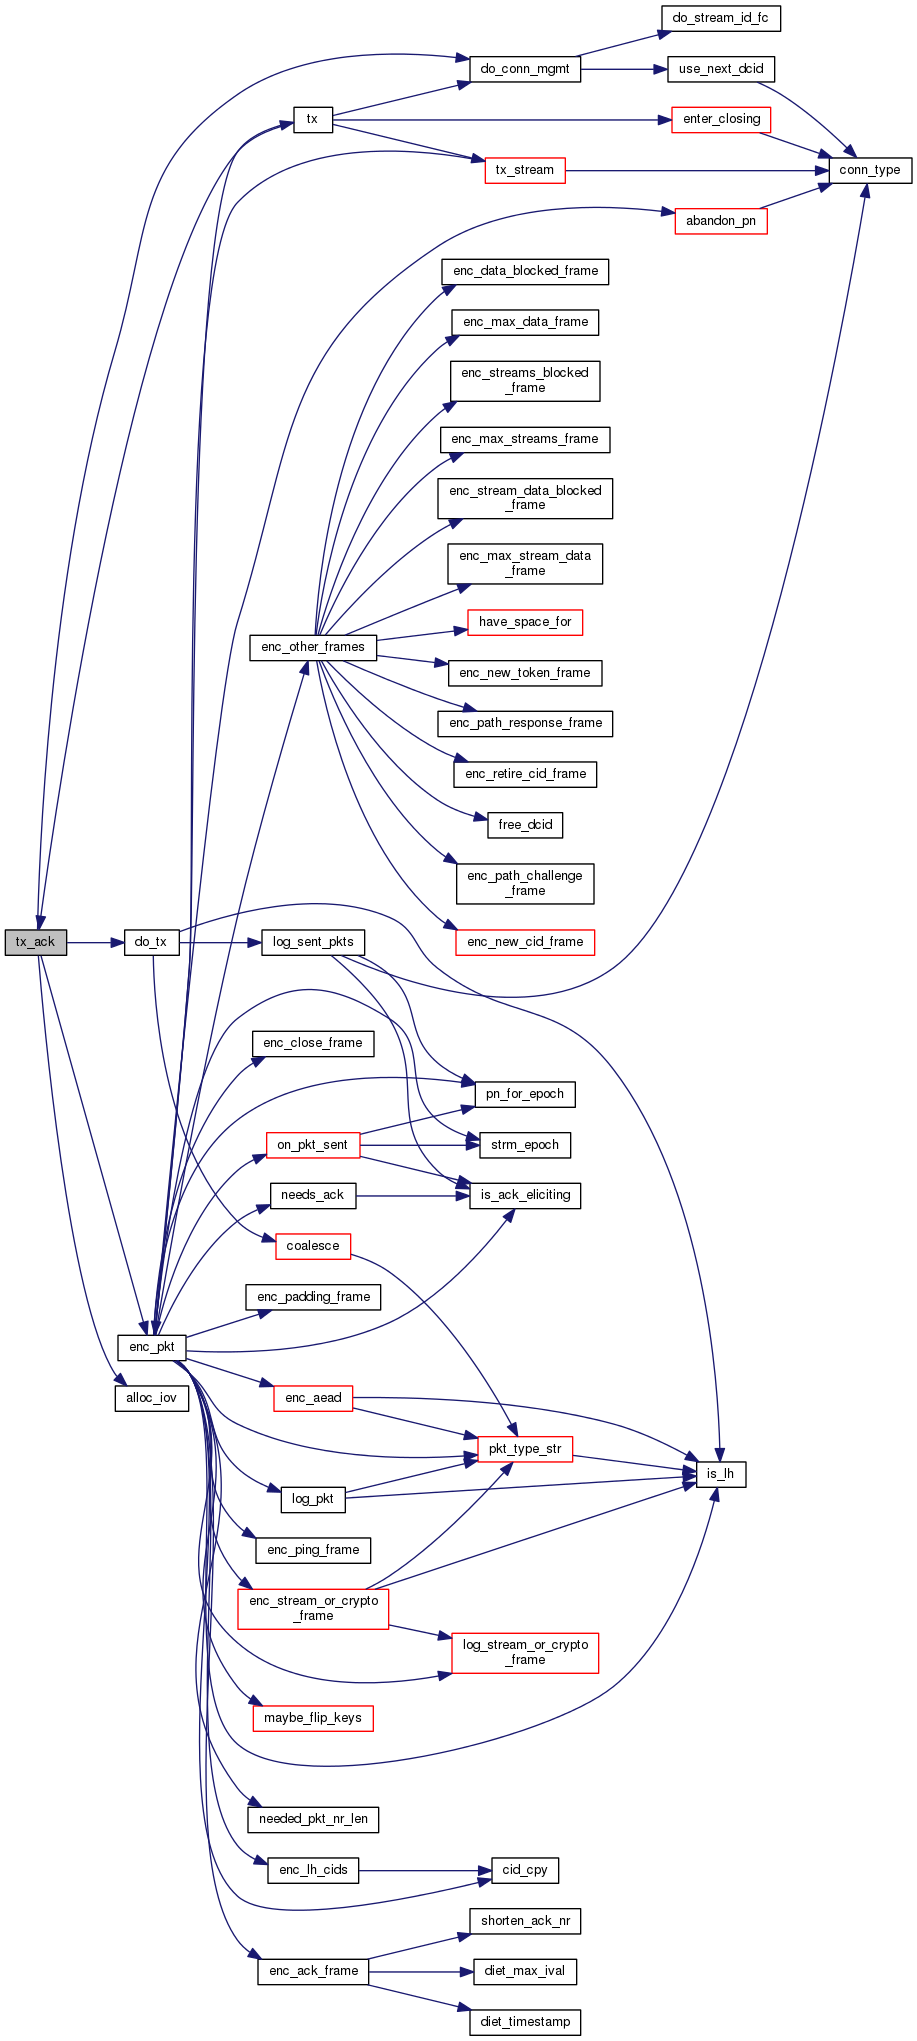 do_stream_id_fc
do_conn_mgmt
use_next_dcid
tx
enter_closing
tx_stream
conn_type
abandon_pn
enc_data_blocked_frame
enc_max_data_frame
enc_streams_blocked
_frame
enc_max_streams_frame
enc_stream_data_blocked
_frame
enc_max_stream_data
_frame
have_space_for
enc_other_frames
enc_new_token_frame
enc_path_response_frame
enc_retire_cid_frame
free_dcid
enc_path_challenge
_frame
tx_ack
do_tx
log_sent_pkts
enc_new_cid_frame
enc_close_frame
pn_for_epoch
on_pkt_sent
strm_epoch
needs_ack
is_ack_eliciting
coalesce
enc_padding_frame
enc_pkt
alloc_iov
enc_aead
pkt_type_str
is_lh
log_pkt
enc_ping_frame
enc_stream_or_crypto
_frame
log_stream_or_crypto
_frame
maybe_flip_keys
needed_pkt_nr_len
enc_lh_cids
cid_cpy
shorten_ack_nr
enc_ack_frame
diet_max_ival
diet_timestamp